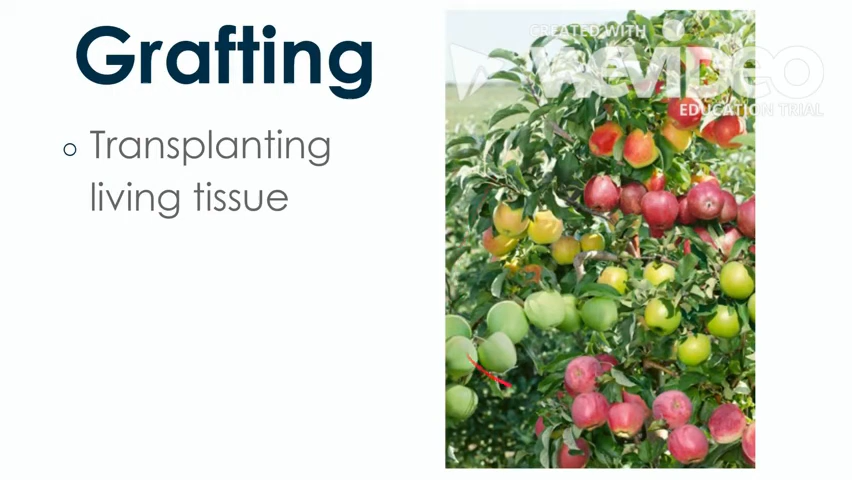 Grafting
Transplanting
living tissue
CREATED WITH
WeVideo
EDUCATION TRIAL